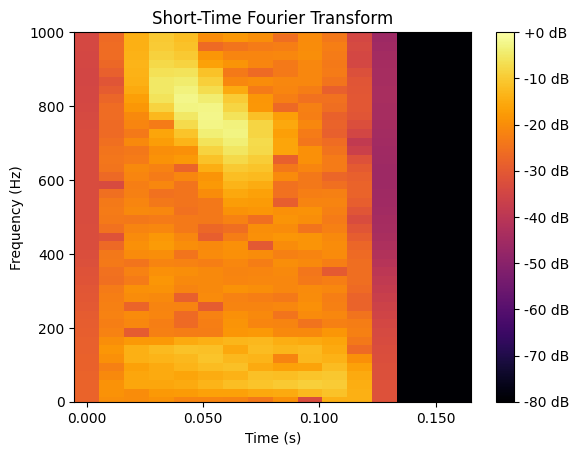 Short-Time Fourier Transform
1000
800
600
400
200
0
Frequency (Hz)
0.000
0.050
0.100
0.150
Time (s)
+0 dB
-10 dB
-20 dB
-30 dB
-40 dB
-50 dB
-60 dB
-70 dB
-80 dB